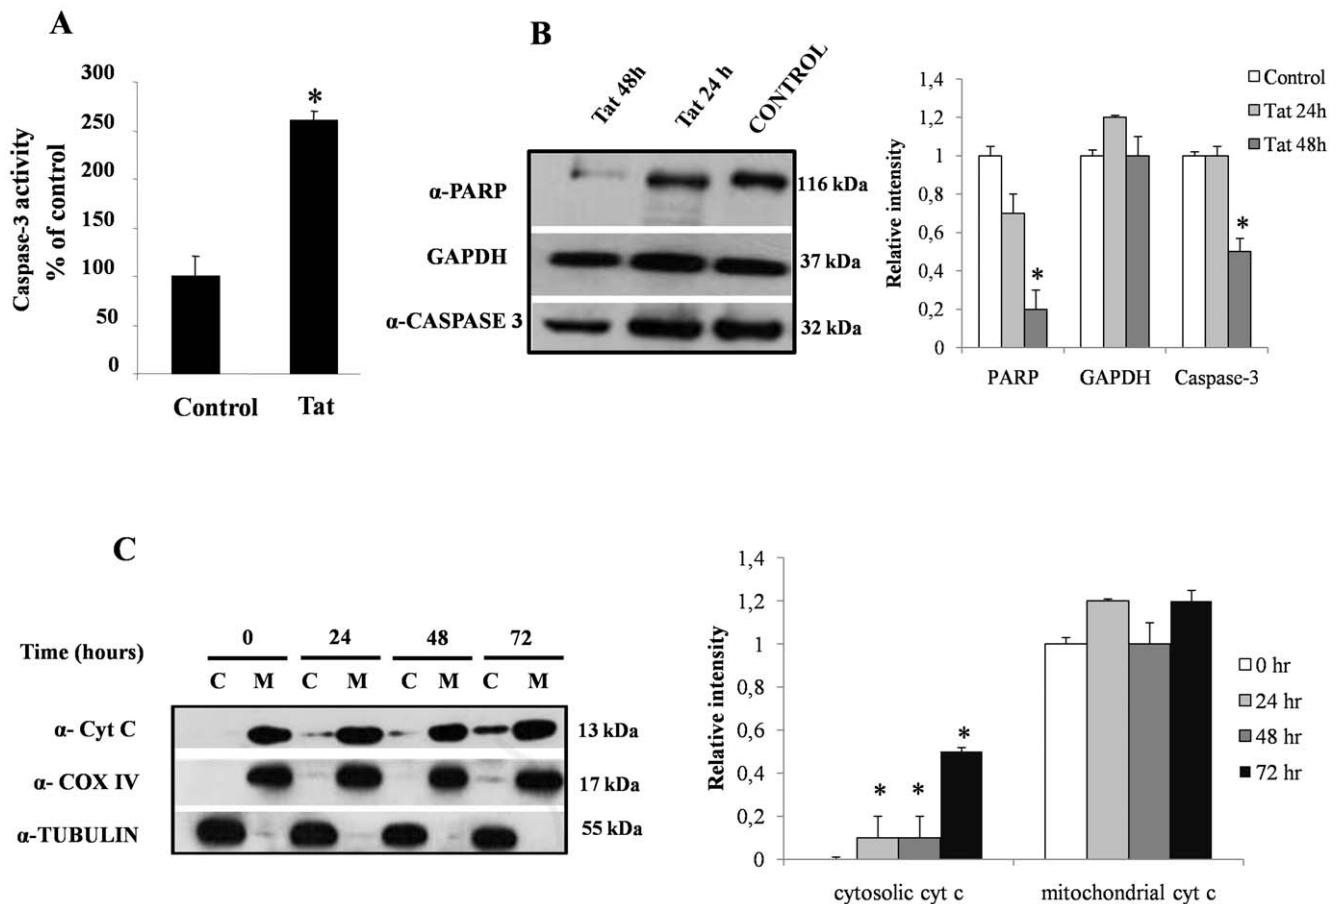 A
300
250
200
150
100
50
0
Caspase-3 activity
% of control
*
Control Tat
B
Tat 48h Tat 24 h CONTROL
α-PARP 116 kDa
GAPDH 37 kDa
α-CASPASE 3 32 kDa
Relative intensity
1,4
1,2
1
0,8
0,6
0,4
0,2
0
*
*
PARP GAPDH Caspase-3
Control
Tat 24h
Tat 48h
C
Time (hours) 0 24 48 72
C M C M C M C M
α- Cyt C 13 kDa
α- COX IV 17 kDa
α-TUBULIN 55 kDa
Relative intensity
1,4
1,2
1
0,8
0,6
0,4
0,2
0
* * *
cytosolic cyt c mitochondrial cyt c
0 hr
24 hr
48 hr
72 hr